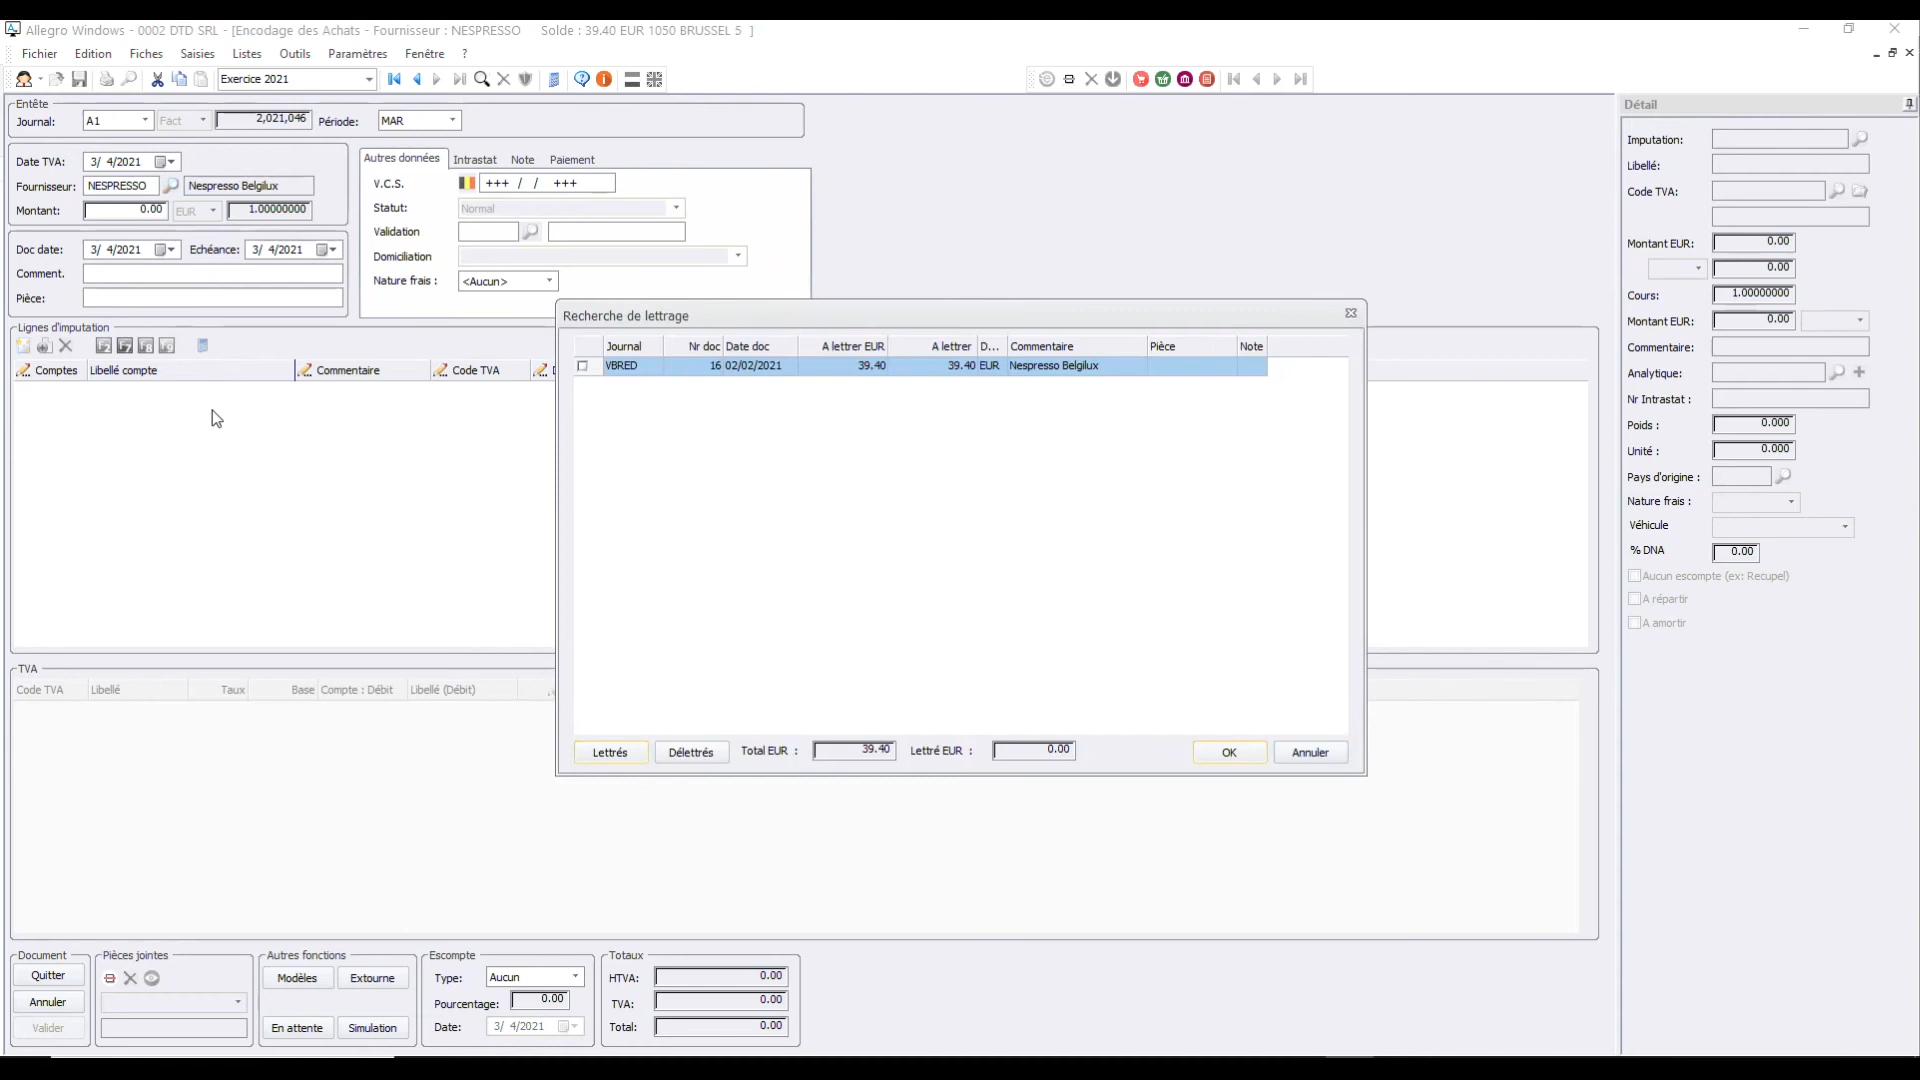 Allegro Windows - 0002 DTD SRL - [Encodage des Achats - Fournisseur : NESPRESSO Solde : 39.40 EUR 1050 BRUSSEL 5 ]
Fichier Edition Fiches Saisies Listes Outils Paramètres Fenêtre ?
Exercice 2021
Entête
Journal: A1 Fact 2,021,046 Période: MAR
Date TVA: 3/ 4/2021
Fournisseur: NESPRESSO Nespresso Belgilux
Montant: 0.00 EUR 1.00000000
Doc date: 3/ 4/2021 Echéance: 3/ 4/2021
Comment.
Pièce:
Autres données Intrastat Note Paiement
V.C.S. +++ / / +++
Statut: Normal
Validation
Domiciliation
Nature frais : <Aucun>
Lignes d'imputation
F2 F7 F8 F9
Comptes Libellé compte Commentaire Code TVA
Recherche de lettrage
Journal Nr doc Date doc A lettrer EUR A lettrer D... Commentaire Pièce Note
VBRED 16 02/02/2021 39.40 39.40 EUR Nespresso Belgilux
Lettrés Délettrés Total EUR : 39.40 Lettré EUR : 0.00 OK Annuler
TVA
Code TVA Libellé Taux Base Compte : Débit Libellé (Débit)
Document
Quitter
Annuler
Valider
Pièces jointes
Autres fonctions
Modèles Extourne
En attente Simulation
Escompte
Type: Aucun
Pourcentage: 0.00
Date: 3/ 4/2021
Totaux
HTVA: 0.00
TVA: 0.00
Total: 0.00
Détail
Imputation:
Libellé:
Code TVA:
Montant EUR: 0.00
0.00
Cours: 1.00000000
Montant EUR: 0.00
Commentaire:
Analytique:
Nr Intrastat :
Poids : 0.000
Unité : 0.000
Pays d'origine :
Nature frais :
Véhicule
% DNA 0.00
Aucun escompte (ex: Recupel)
A répartir
A amortir